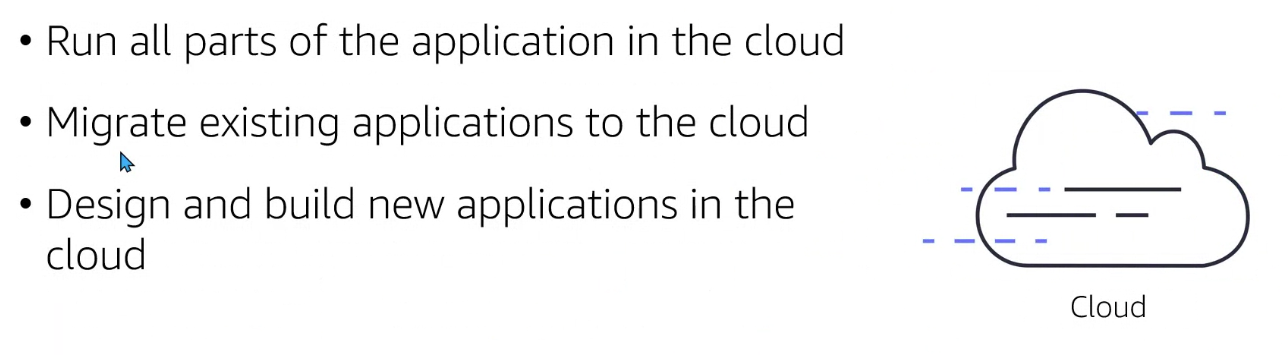 • Run all parts of the application in the cloud
• Migrate existing applications to the cloud
• Design and build new applications in the
cloud
Cloud